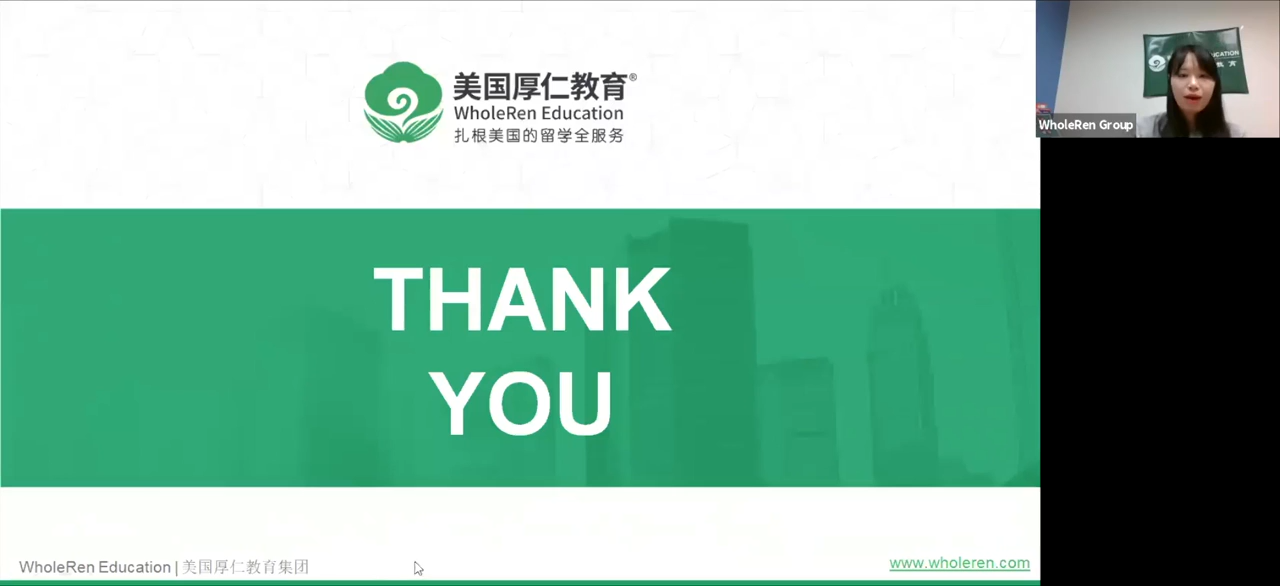 美国厚仁教育®
WholeRen Education
扎根美国的留学全服务
THANK
YOU
WholeRen Education | 美国厚仁教育集团
www.wholeren.com
WholeRen Group